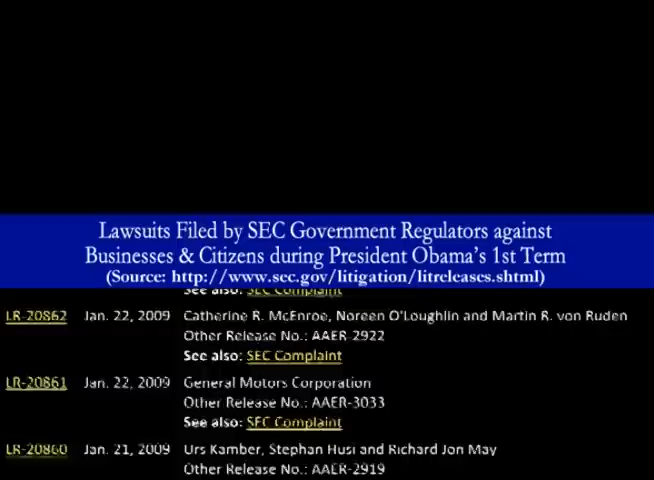 Lawsuits Filed by SEC Government Regulators against
Businesses & Citizens during President Obama's 1st Term
(Source: http://www.sec.gov/litigation/litreleases.shtml)
See also: SEC Complaint
LR-20862 Jan. 22, 2009 Catherine R. McEnroe, Noreen O'Loughlin and Martin R. von Ruden
Other Release No.: AAER-2922
See also: SEC Complaint
LR-20861 Jan. 22, 2009 General Motors Corporation
Other Release No.: AAER-3033
See also: SEC Complaint
LR-20860 Jan. 21, 2009 Urs Kamber, Stephan Husi and Richard Jon May
Other Release No.: AAER-2919